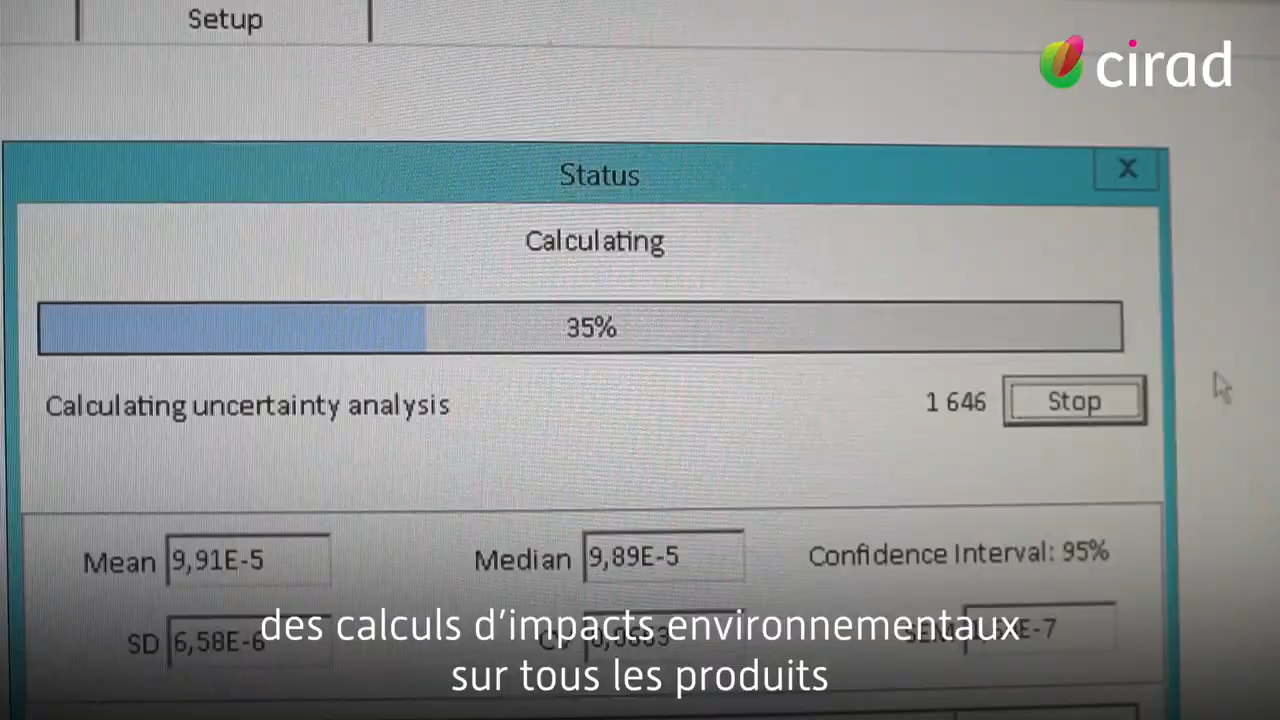 Setup
cirad
Status
X
Calculating
35%
Calculating uncertainty analysis
1 646
Stop
Mean 9,91E-5
Median 9,89E-5
Confidence Interval: 95%
SD 6,58E-6
des calculs d'impacts environnementaux
sur tous les produits